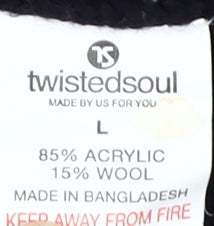 TS
twistedsoul
MADE BY US FOR YOU
L
85% ACRYLIC
15% WOOL
MADE IN BANGLADESH
KEEP AWAY FROM FIRE